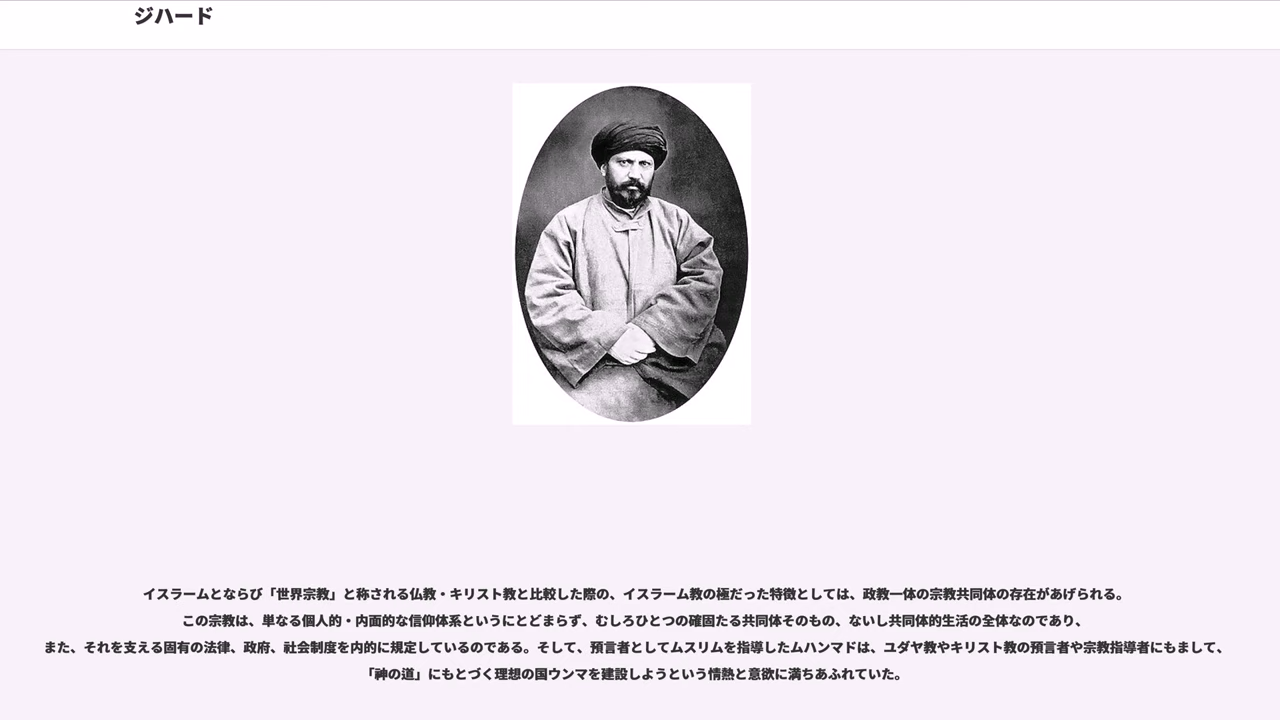 ジハード
イスラームとならび「世界宗教」と称される仏教・キリスト教と比較した際の、イスラーム教の極だった特徴としては、政教一体の宗教共同体の存在があげられる。
この宗教は、単なる個人的・内面的な信仰体系というにとどまらず、むしろひとつの確固たる共同体そのもの、ないし共同体的生活の全体なのであり、
また、それを支える固有の法律、政府、社会制度を内的に規定しているのである。そして、預言者としてムスリムを指導したムハンマドは、ユダヤ教やキリスト教の預言者や宗教指導者にもまして、
「神の道」にもとづく理想の国ウンマを建設しようという情熱と意欲に満ちあふれていた。